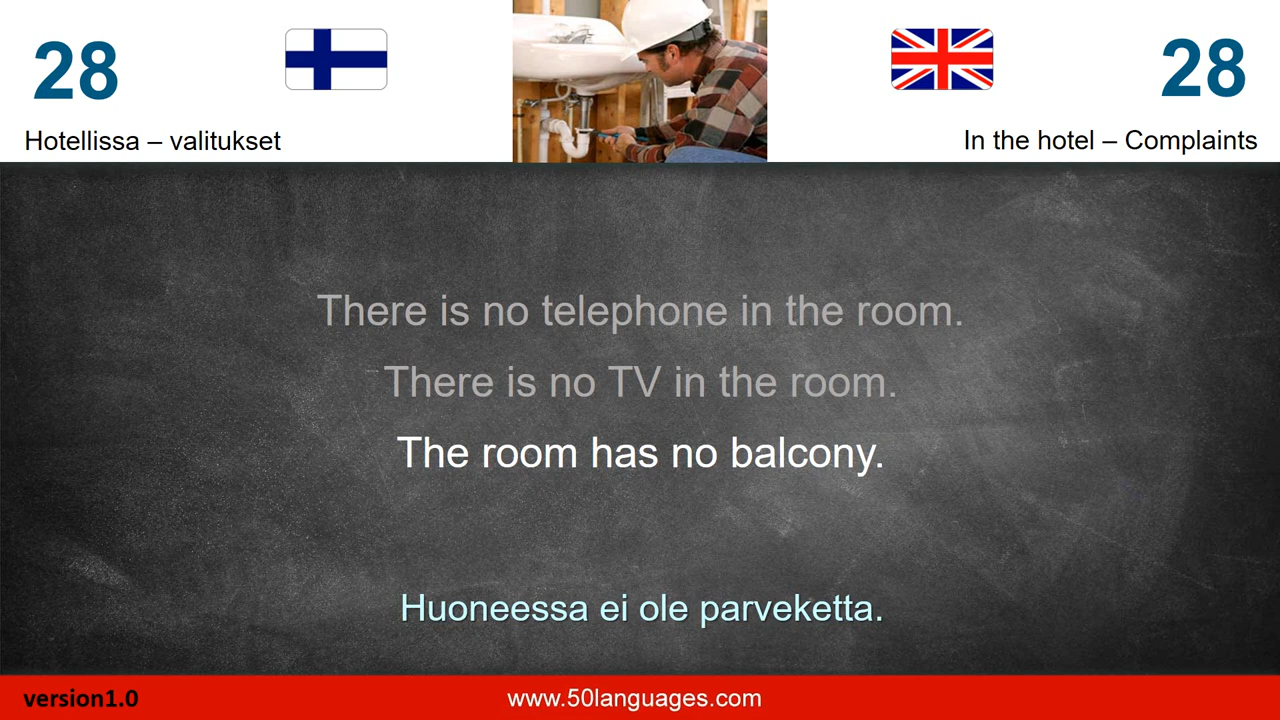 28
28
Hotellissa – valitukset
In the hotel – Complaints
There is no telephone in the room.
There is no TV in the room.
The room has no balcony.
Huoneessa ei ole parveketta.
version1.0
www.50languages.com